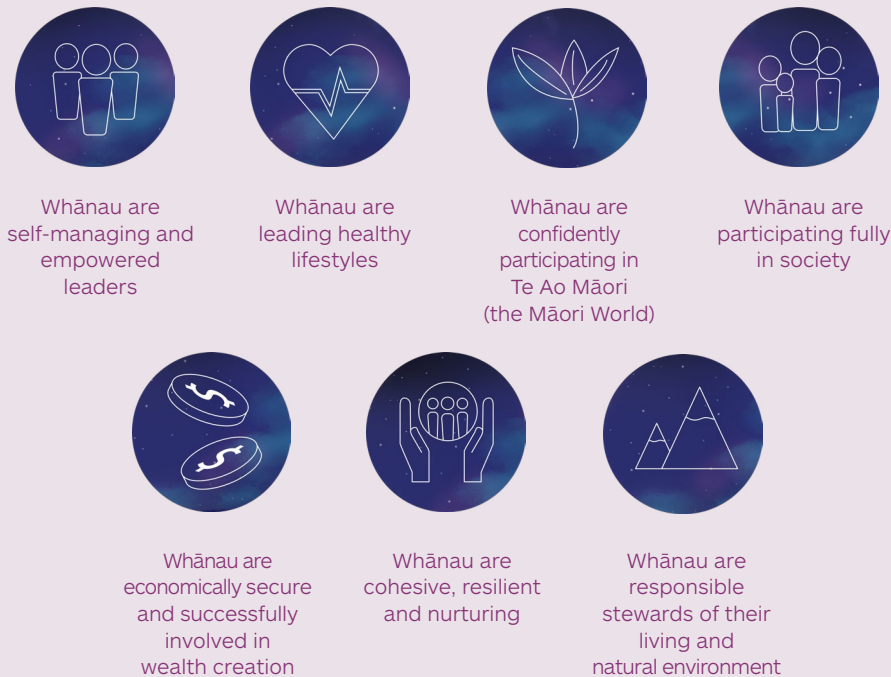 Whānau are
self-managing and
empowered
leaders
Whānau are
leading healthy
lifestyles
Whānau are
confidently
participating in
Te Ao Māori
(the Māori World)
Whānau are
participating fully
in society
Whānau are
economically secure
and successfully
involved in
wealth creation
Whānau are
cohesive, resilient
and nurturing
Whānau are
responsible
stewards of their
living and
natural environment